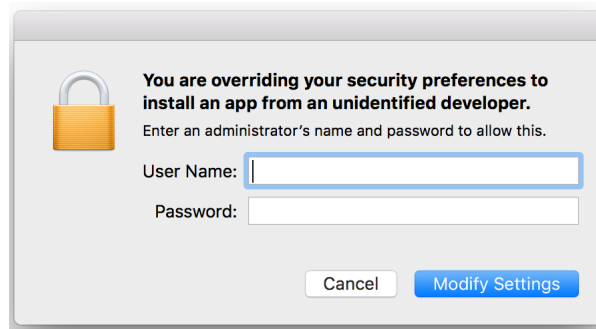 You are overriding your security preferences to
install an app from an unidentified developer.
Enter an administrator's name and password to allow this.
User Name:
Password:
Cancel Modify Settings